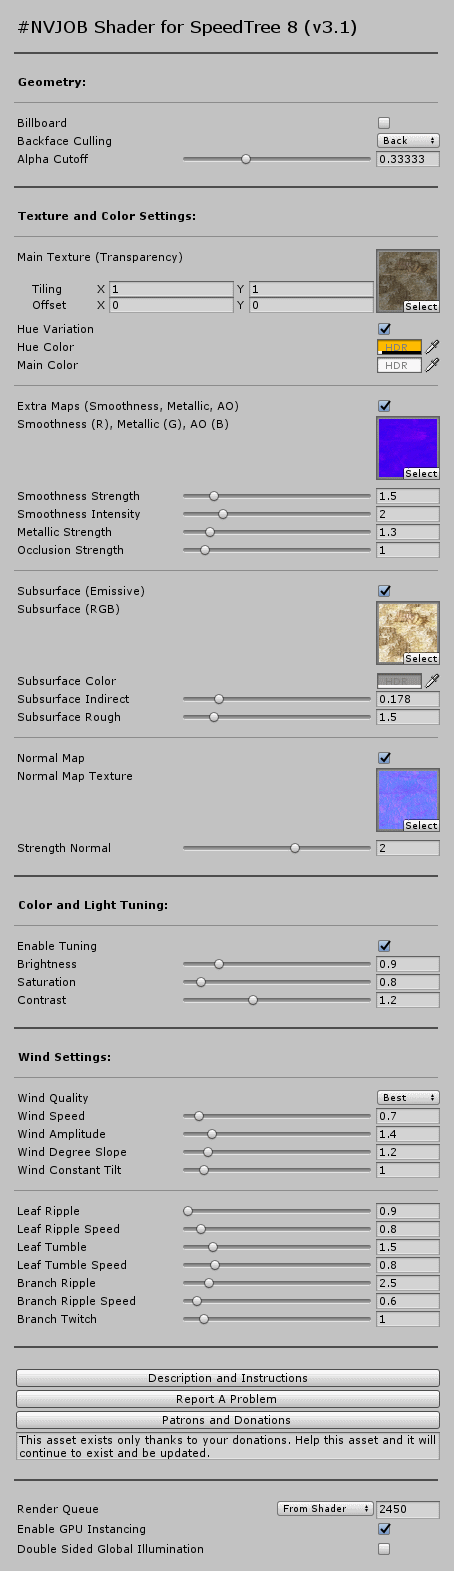 #NVJOB Shader for SpeedTree 8 (v3.1)
Geometry:
Billboard
Backface Culling Back
Alpha Cutoff 0.33333
Texture and Color Settings:
Main Texture (Transparency)
Tiling X 1 Y 1
Offset X 0 Y 0
Select
Hue Variation
Hue Color HDR
Main Color HDR
Extra Maps (Smoothness, Metallic, AO)
Smoothness (R), Metallic (G), AO (B)
Select
Smoothness Strength 1.5
Smoothness Intensity 2
Metallic Strength 1.3
Occlusion Strength 1
Subsurface (Emissive)
Subsurface (RGB)
Select
Subsurface Color HDR
Subsurface Indirect 0.178
Subsurface Rough 1.5
Normal Map
Normal Map Texture
Select
Strength Normal 2
Color and Light Tuning:
Enable Tuning
Brightness 0.9
Saturation 0.8
Contrast 1.2
Wind Settings:
Wind Quality Best
Wind Speed 0.7
Wind Amplitude 1.4
Wind Degree Slope 1.2
Wind Constant Tilt 1
Leaf Ripple 0.9
Leaf Ripple Speed 0.8
Leaf Tumble 1.5
Leaf Tumble Speed 0.8
Branch Ripple 2.5
Branch Ripple Speed 0.6
Branch Twitch 1
Description and Instructions
Report A Problem
Patrons and Donations
This asset exists only thanks to your donations. Help this asset and it will
continue to exist and be updated.
Render Queue From Shader 2450
Enable GPU Instancing
Double Sided Global Illumination